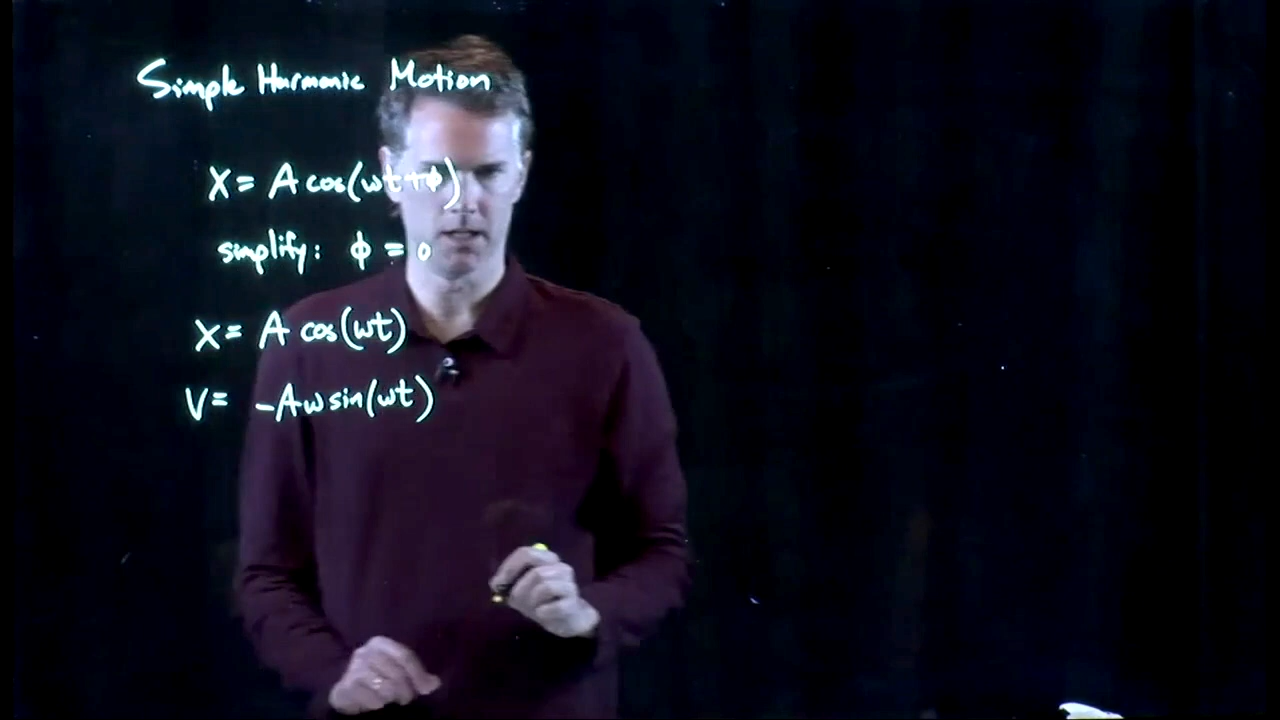 Simple Harmonic Motion
X = A cos(ωt+ϕ)
simplify: ϕ = 0
X = A cos(ωt)
V = -Aω sin(ωt)